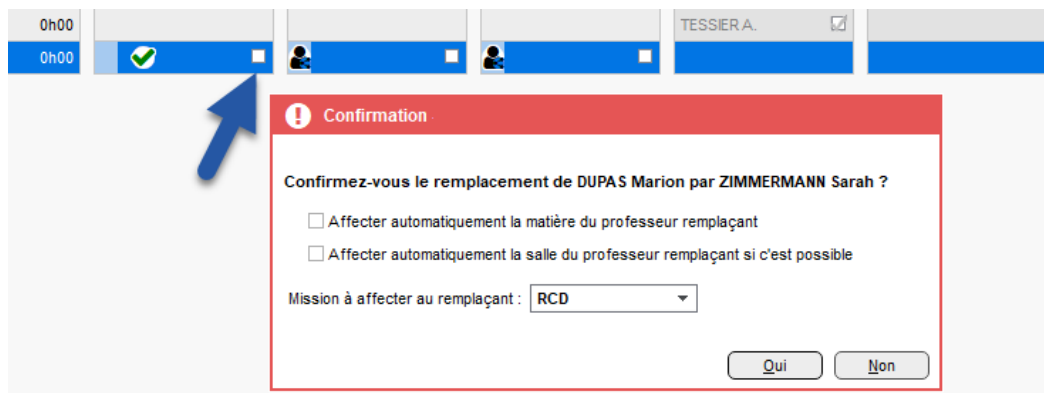 0h00
TESSIER A.
0h00
Confirmation
Confirmez-vous le remplacement de DUPAS Marion par ZIMMERMANN Sarah ?
Affecter automatiquement la matière du professeur remplaçant
Affecter automatiquement la salle du professeur remplaçant si c'est possible
Mission à affecter au remplaçant : RCD
Oui Non